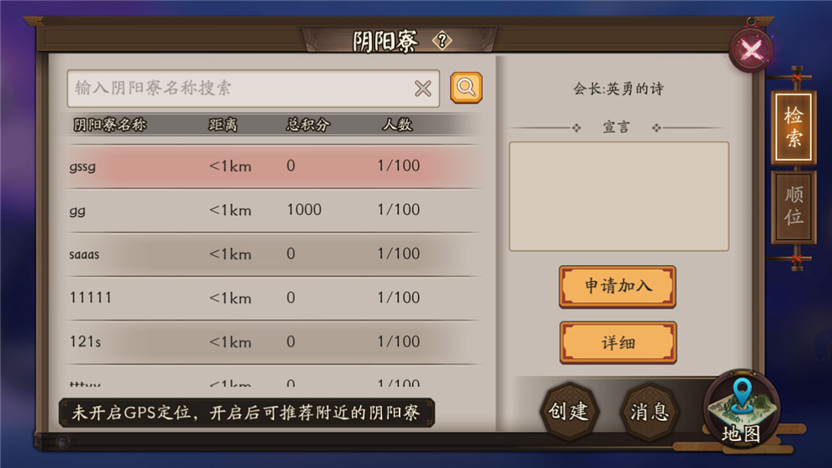 阴阳寮 ?
输入阴阳寮名称搜索
阴阳寮名称 距离 总积分 人数
gssg <1km 0 1/100
gg <1km 1000 1/100
saaas <1km 0 1/100
11111 <1km 0 1/100
121s <1km 0 1/100
<1km 0 1/100
未开启GPS定位，开启后可推荐附近的阴阳寮
会长:英勇的诗
宣言
申请加入
详细
创建
消息
地图
检索
顺位